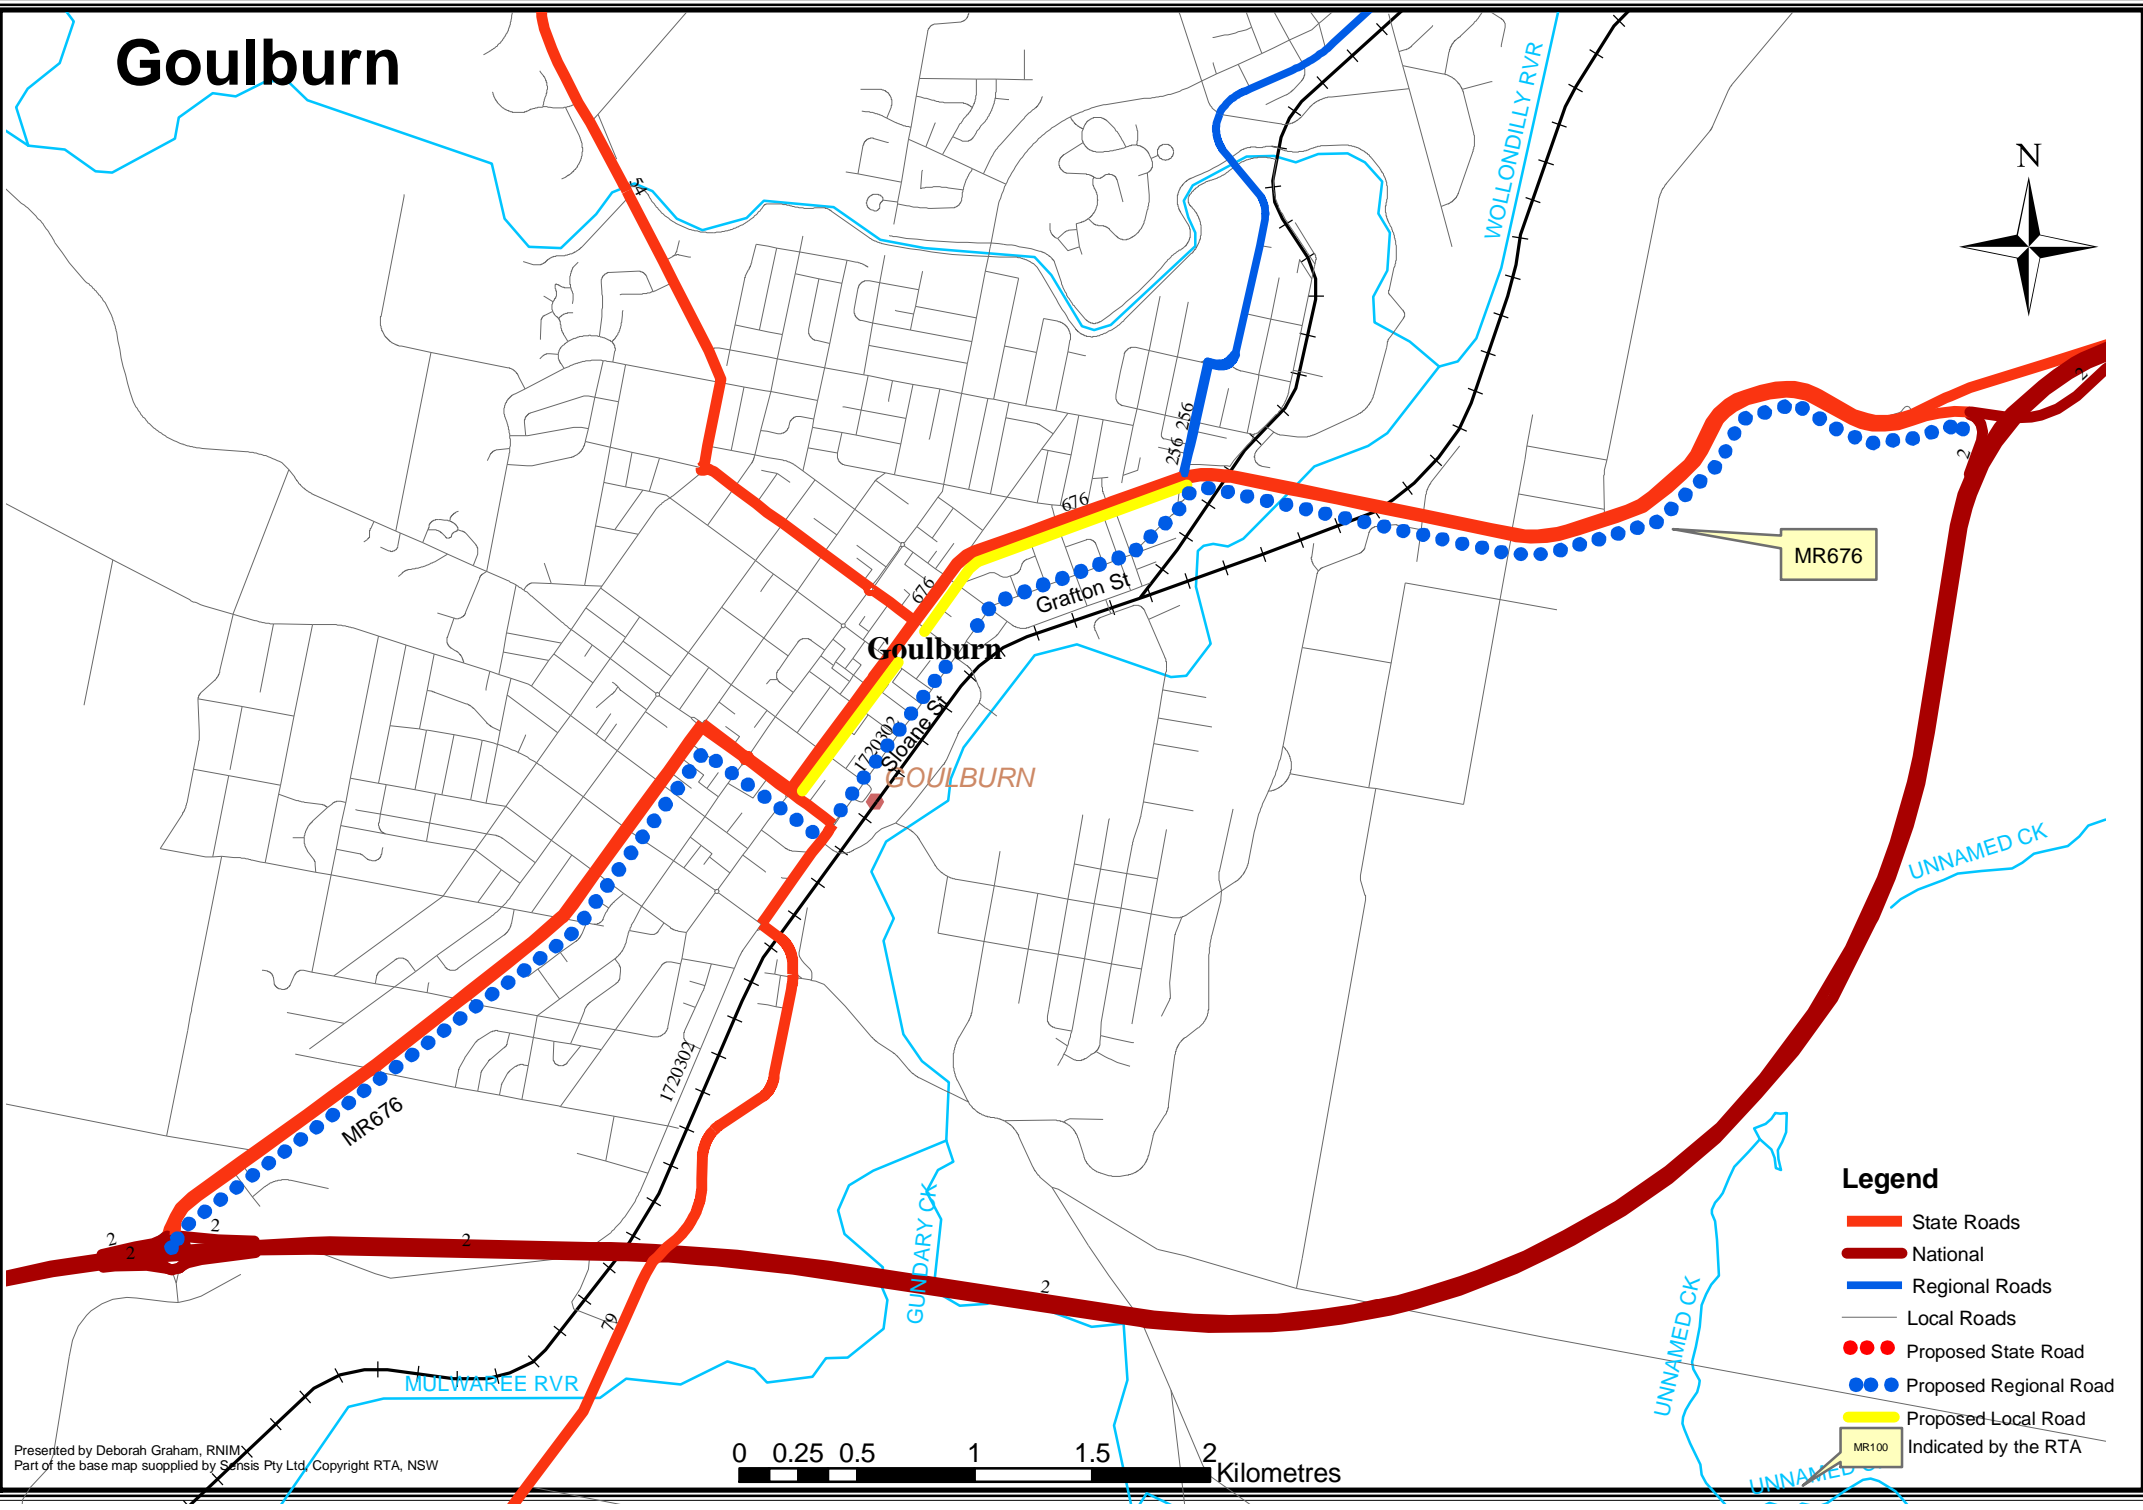 Goulburn
WOLLONDILLY RVR
N
54
2
256
256
676
2
MR676
676
Grafton St
Goulburn
Sloane St
1720302
GOULBURN
UNNAMED CK
1720302
MR676
Legend
State Roads
National
Regional Roads
Local Roads
Proposed State Road
Proposed Regional Road
Proposed Local Road
MR100
Indicated by the RTA
2
2
2
2
2
GUNDARY CK
79
UNNAMED CK
MULWAREE RVR
UNNAMED
Presented by Deborah Graham, RNIM
Part of the base map suopplied by Sensis Pty Ltd, Copyright RTA, NSW
0 0.25 0.5 1 1.5 2
Kilometres